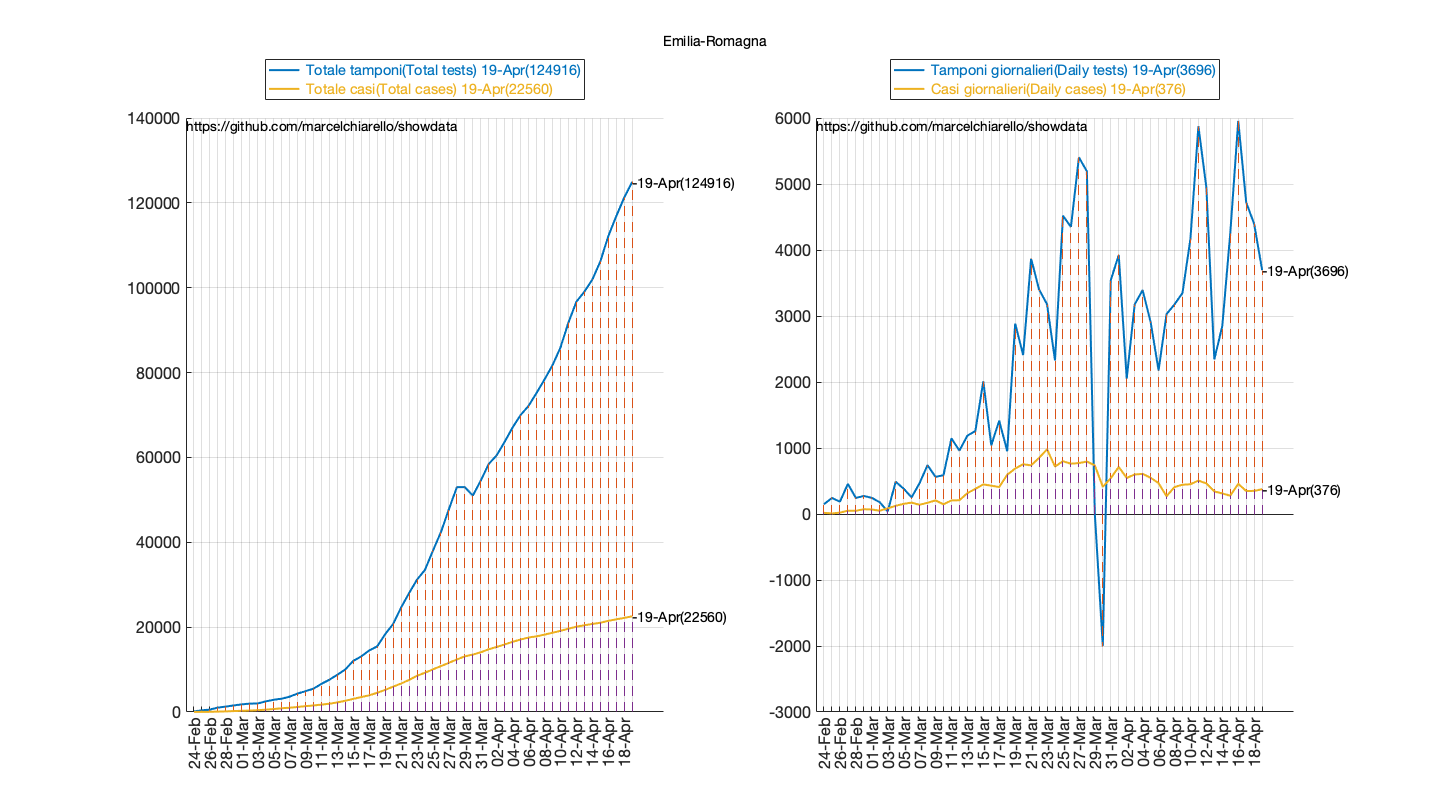 Emilia-Romagna
Totale tamponi(Total tests) 19-Apr(124916)
Totale casi(Total cases) 19-Apr(22560)
https://github.com/marcelchiarello/showdata
140000
120000
100000
80000
60000
40000
20000
0
19-Apr(124916)
19-Apr(22560)
24-Feb
26-Feb
28-Feb
01-Mar
03-Mar
05-Mar
07-Mar
09-Mar
11-Mar
13-Mar
15-Mar
17-Mar
19-Mar
21-Mar
23-Mar
25-Mar
27-Mar
29-Mar
31-Mar
02-Apr
04-Apr
06-Apr
08-Apr
10-Apr
12-Apr
14-Apr
16-Apr
18-Apr
Tamponi giornalieri(Daily tests) 19-Apr(3696)
Casi giornalieri(Daily cases) 19-Apr(376)
https://github.com/marcelchiarello/showdata
6000
5000
4000
3000
2000
1000
0
-1000
-2000
-3000
19-Apr(3696)
19-Apr(376)
24-Feb
26-Feb
28-Feb
01-Mar
03-Mar
05-Mar
07-Mar
09-Mar
11-Mar
13-Mar
15-Mar
17-Mar
19-Mar
21-Mar
23-Mar
25-Mar
27-Mar
29-Mar
31-Mar
02-Apr
04-Apr
06-Apr
08-Apr
10-Apr
12-Apr
14-Apr
16-Apr
18-Apr